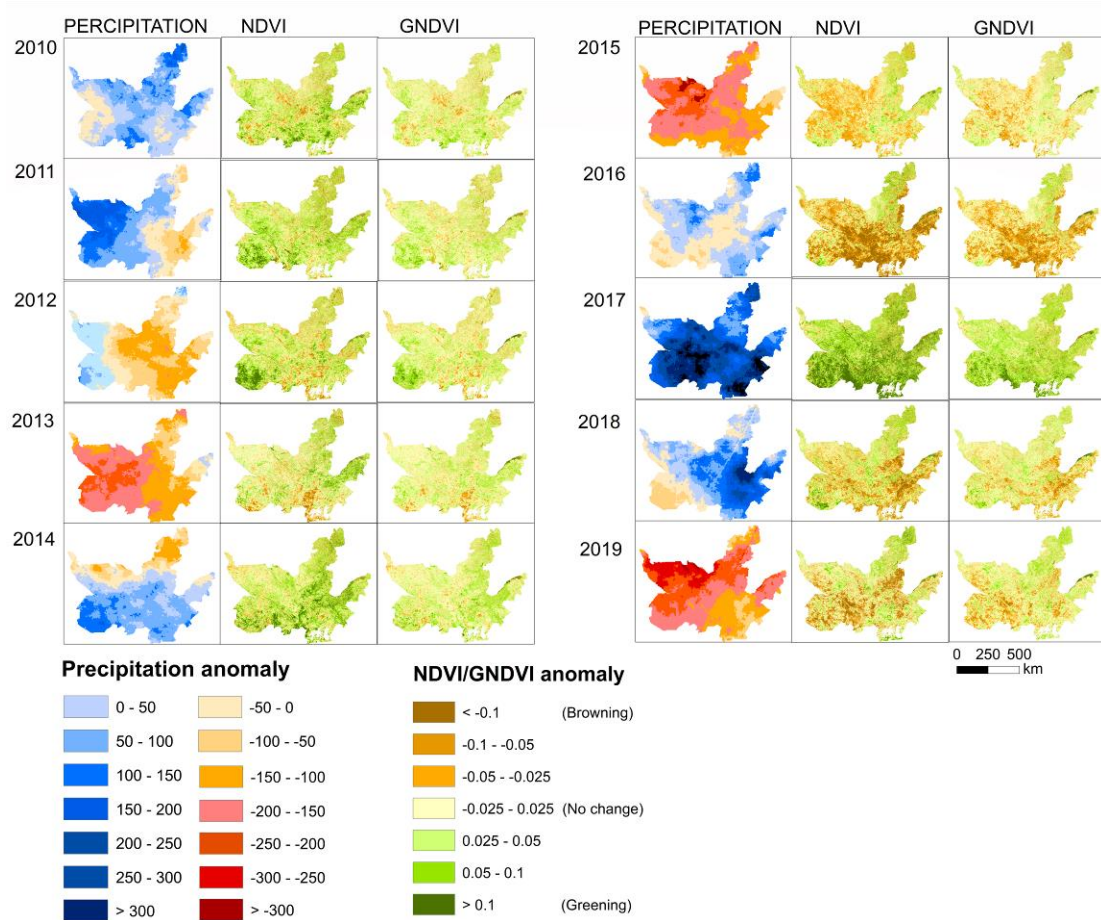 PERCIPITATION NDVI GNDVI
2010
2011
2012
2013
2014
PERCIPITATION NDVI GNDVI
2015
2016
2017
2018
2019
0 250 500
km
Precipitation anomaly
0 - 50 -50 - 0
50 - 100 -100 - -50
100 - 150 -150 - -100
150 - 200 -200 - -150
200 - 250 -250 - -200
250 - 300 -300 - -250
> 300 > -300
NDVI/GNDVI anomaly
< -0.1 (Browning)
-0.1 - -0.05
-0.05 - -0.025
-0.025 - 0.025 (No change)
0.025 - 0.05
0.05 - 0.1
> 0.1 (Greening)